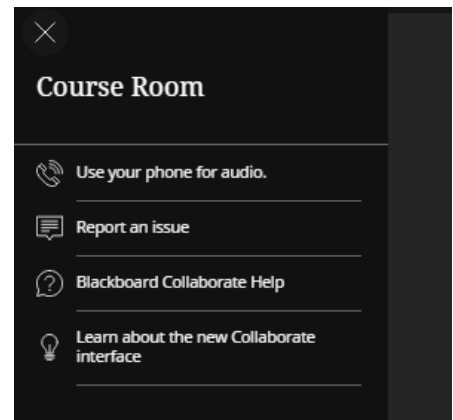 Course Room
Use your phone for audio.
Report an issue
Blackboard Collaborate Help
Learn about the new Collaborate
interface